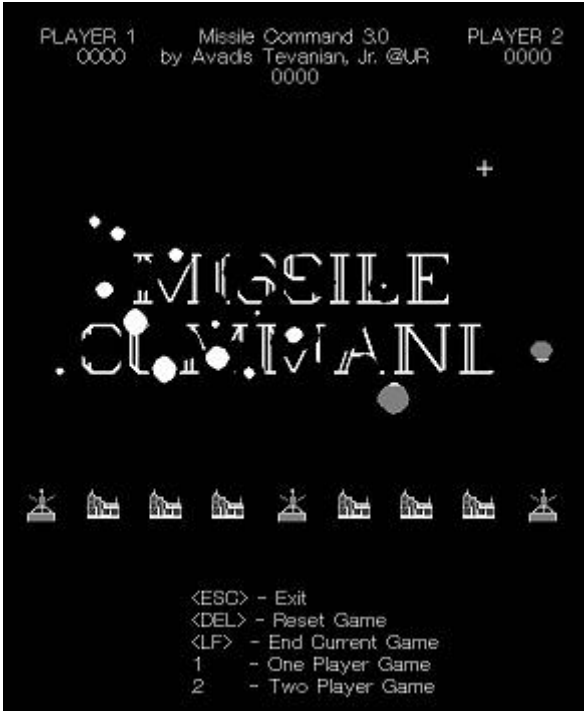 PLAYER 1 Missile Command 3.0 PLAYER 2
0000 by Avadis Tevanian, Jr. @UR 0000
0000
MISSILE
COMMAND
<ESC> - Exit
<DEL> - Reset Game
<LF> - End Current Game
1 - One Player Game
2 - Two Player Game